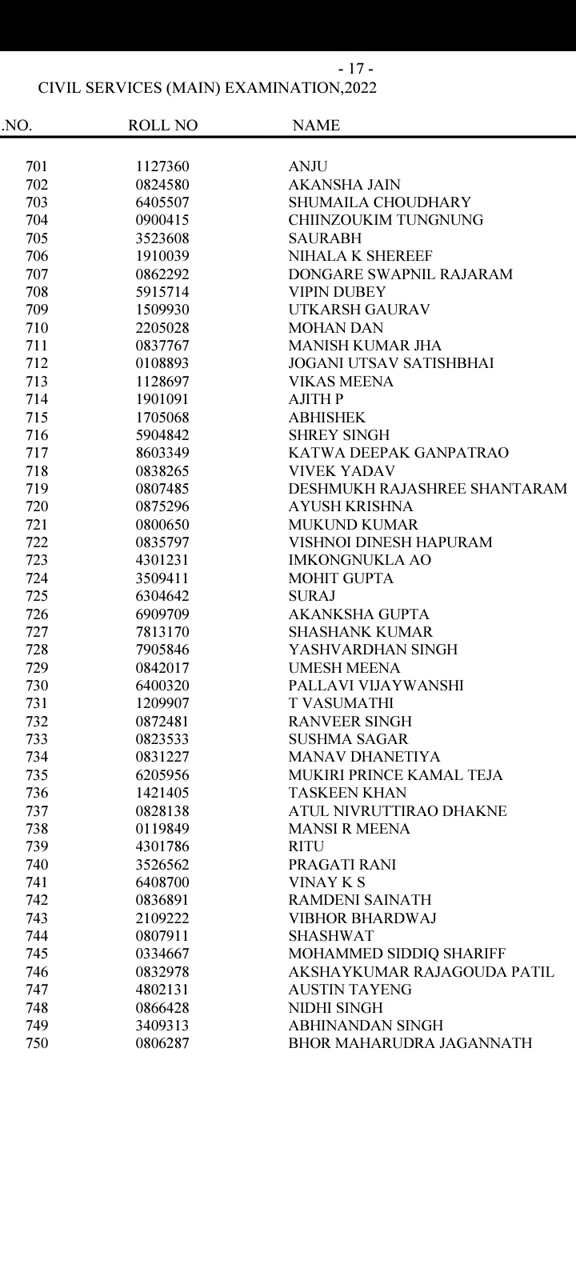 - 17 -
CIVIL SERVICES (MAIN) EXAMINATION,2022
.NO. ROLL NO NAME
701 1127360 ANJU
702 0824580 AKANSHA JAIN
703 6405507 SHUMAILA CHOUDHARY
704 0900415 CHIINZOUKIM TUNGNUNG
705 3523608 SAURABH
706 1910039 NIHALA K SHEREEF
707 0862292 DONGARE SWAPNIL RAJARAM
708 5915714 VIPIN DUBEY
709 1509930 UTKARSH GAURAV
710 2205028 MOHAN DAN
711 0837767 MANISH KUMAR JHA
712 0108893 JOGANI UTSAV SATISHBHAI
713 1128697 VIKAS MEENA
714 1901091 AJITH P
715 1705068 ABHISHEK
716 5904842 SHREY SINGH
717 8603349 KATWA DEEPAK GANPATRAO
718 0838265 VIVEK YADAV
719 0807485 DESHMUKH RAJASHREE SHANTARAM
720 0875296 AYUSH KRISHNA
721 0800650 MUKUND KUMAR
722 0835797 VISHNOI DINESH HAPURAM
723 4301231 IMKONGNUKLA AO
724 3509411 MOHIT GUPTA
725 6304642 SURAJ
726 6909709 AKANKSHA GUPTA
727 7813170 SHASHANK KUMAR
728 7905846 YASHVARDHAN SINGH
729 0842017 UMESH MEENA
730 6400320 PALLAVI VIJAYWANSHI
731 1209907 T VASUMATHI
732 0872481 RANVEER SINGH
733 0823533 SUSHMA SAGAR
734 0831227 MANAV DHANETIYA
735 6205956 MUKIRI PRINCE KAMAL TEJA
736 1421405 TASKEEN KHAN
737 0828138 ATUL NIVRUTTIRAO DHAKNE
738 0119849 MANSI R MEENA
739 4301786 RITU
740 3526562 PRAGATI RANI
741 6408700 VINAY K S
742 0836891 RAMDENI SAINATH
743 2109222 VIBHOR BHARDWAJ
744 0807911 SHASHWAT
745 0334667 MOHAMMED SIDDIQ SHARIFF
746 0832978 AKSHAYKUMAR RAJAGOUDA PATIL
747 4802131 AUSTIN TAYENG
748 0866428 NIDHI SINGH
749 3409313 ABHINANDAN SINGH
750 0806287 BHOR MAHARUDRA JAGANNATH